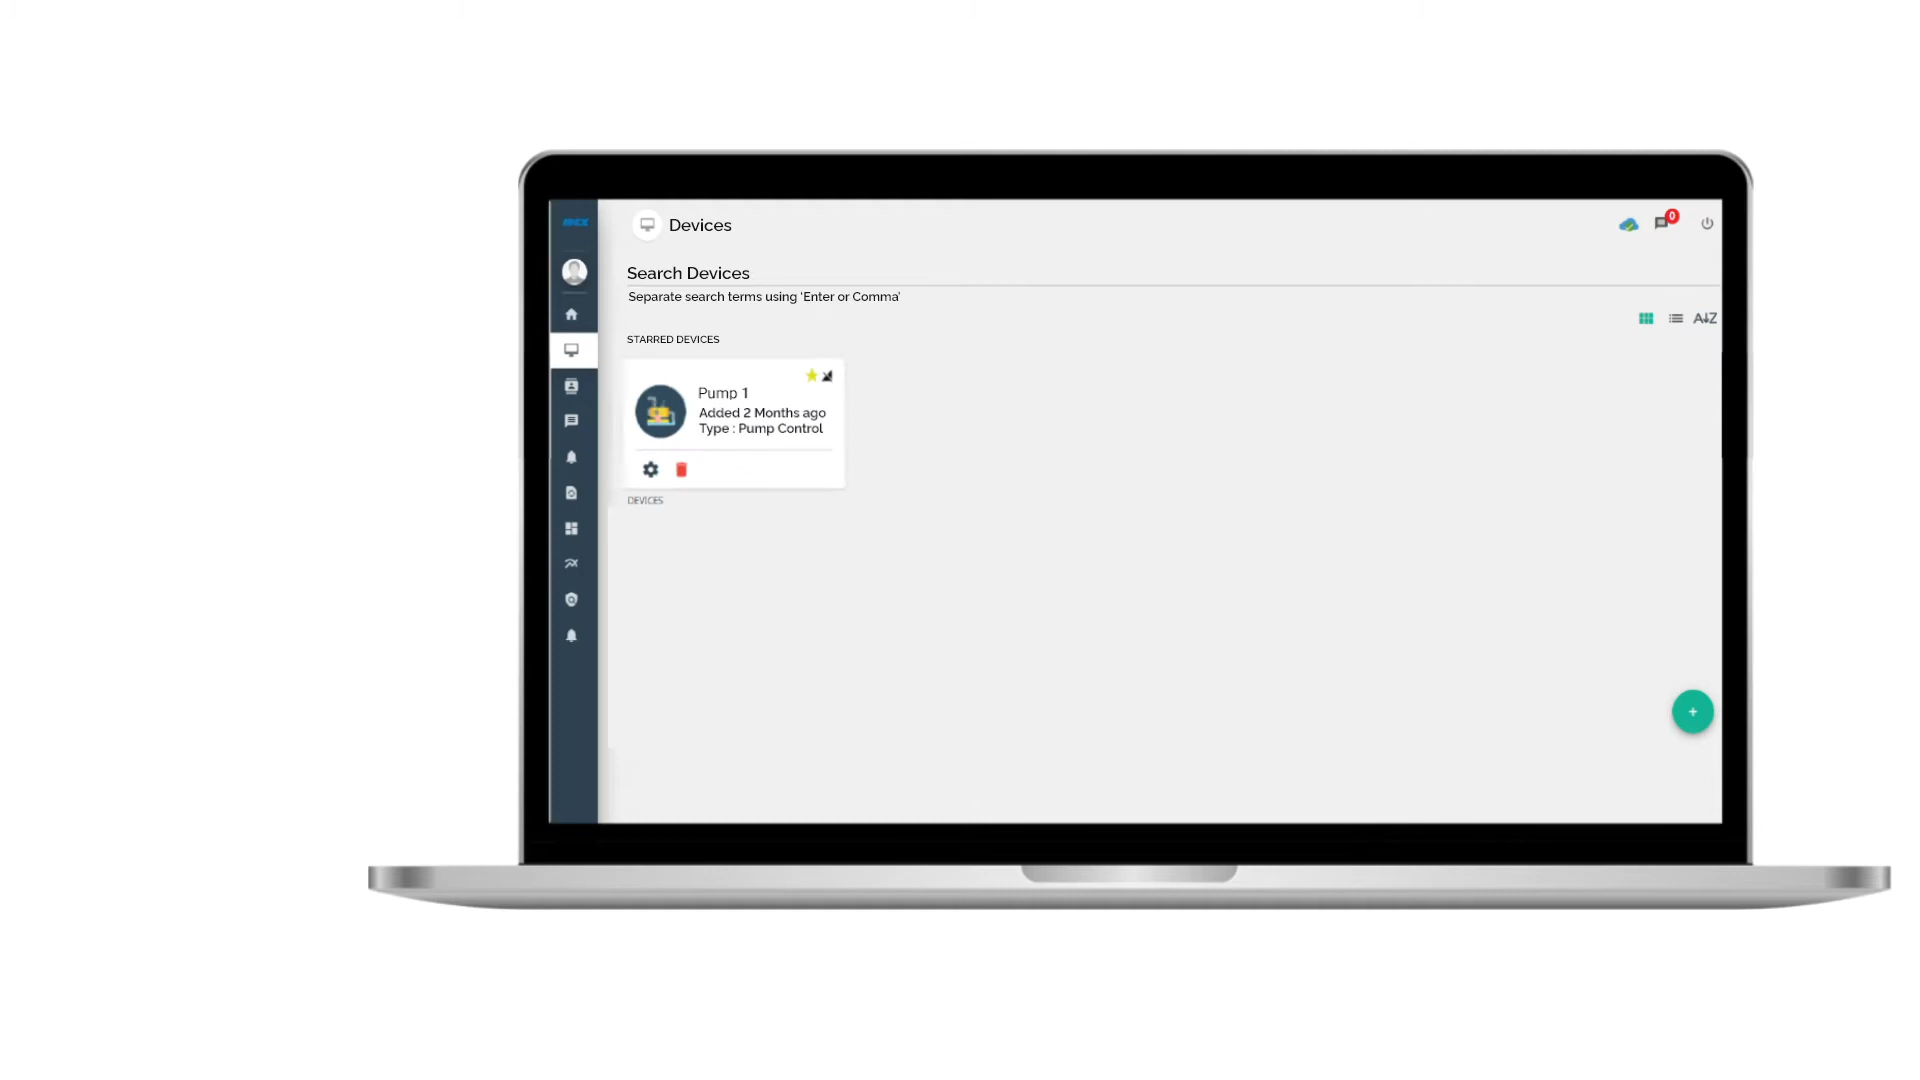 Devices
0
Search Devices
Separate search terms using 'Enter or Comma'
A↓Z
STARRED DEVICES
Pump 1
Added 2 Months ago
Type : Pump Control
DEVICES
+